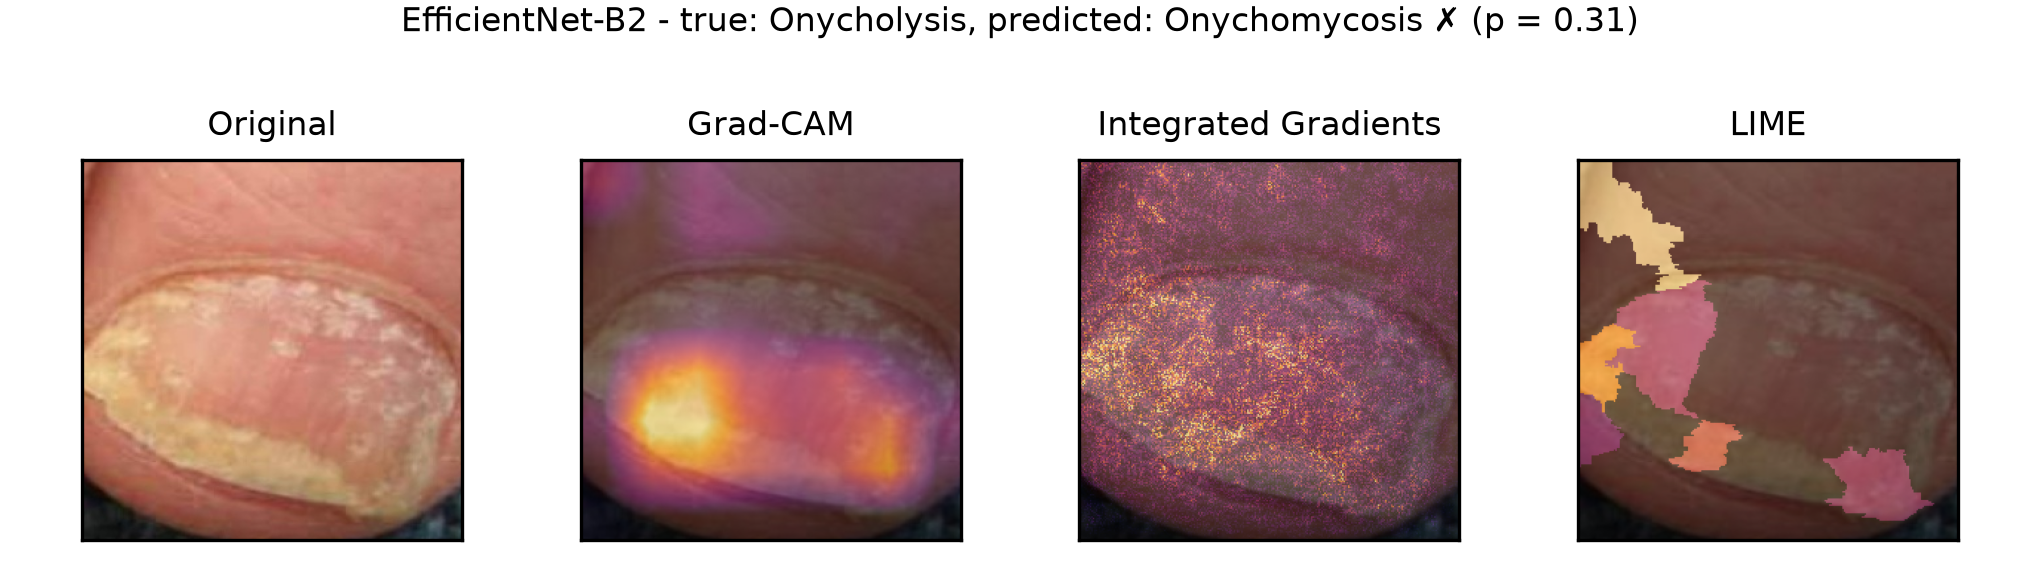 EfficientNet-B2 - true: Onycholysis, predicted: Onychomycosis ✗ (p = 0.31)
Original
Grad-CAM
Integrated Gradients
LIME